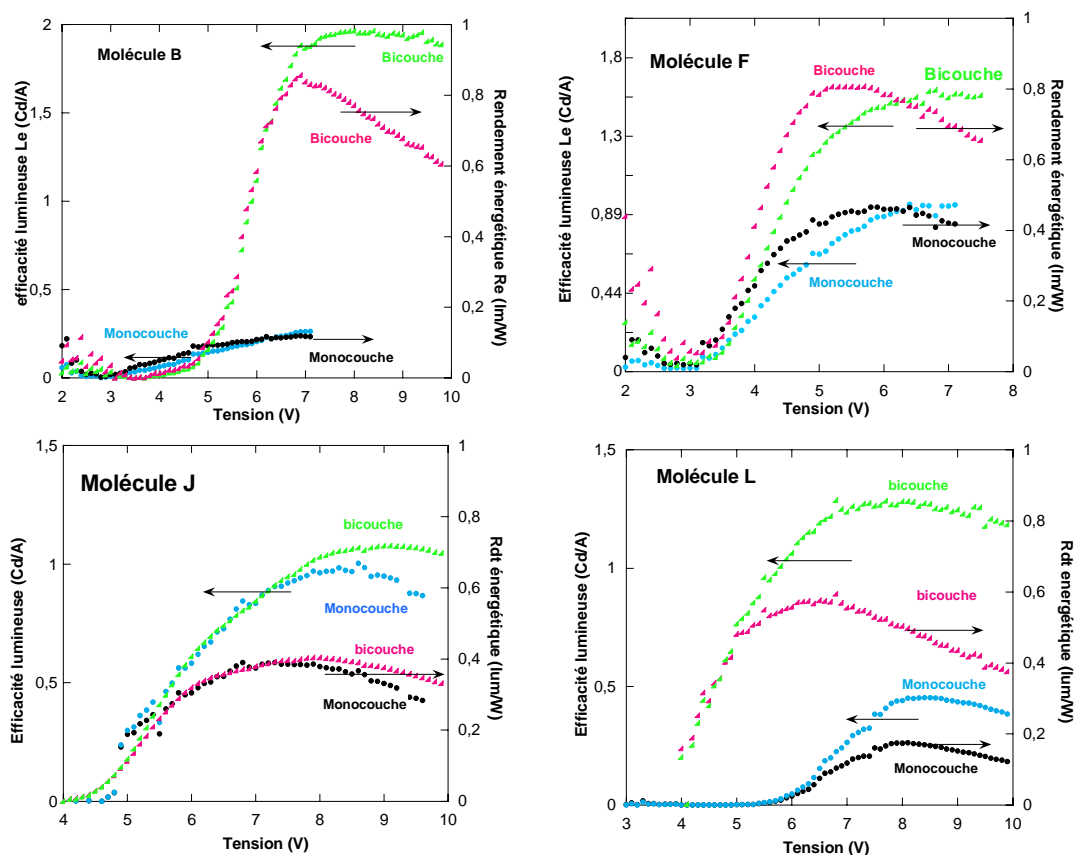 Molécule B
efficacité lumineuse Le (Cd/A)
2
1,5
1
0,5
0
Bicouche
Bicouche
Monocouche
Monocouche
1
0,8
0,6
0,4
0,2
0
Rendement énergétique Re (lm/W)
2 3 4 5 6 7 8 9 10
Tension (V)
Molécule F
Efficacité lumineuse Le (Cd/A)
1,8
1,3
0,89
0,44
0
Bicouche
Bicouche
Monocouche
Monocouche
1
0,8
0,6
0,4
0,2
0
Rendement énergétique (lm/W)
2 3 4 5 6 7 8
Tension (V)
Molécule J
Efficacité lumineuse (Cd/A)
1,5
1
0,5
0
bicouche
Monocouche
bicouche
Monocouche
1
0,8
0,6
0,4
0,2
0
Rdt énergétique (lum/W)
4 5 6 7 8 9 10
Tension (V)
Molécule L
Efficacité lumineuse (Cd/A)
1,5
1
0,5
0
bicouche
bicouche
Monocouche
Monocouche
1
0,8
0,6
0,4
0,2
0
Rdt energétique (lum/W)
3 4 5 6 7 8 9 10
Tension (V)